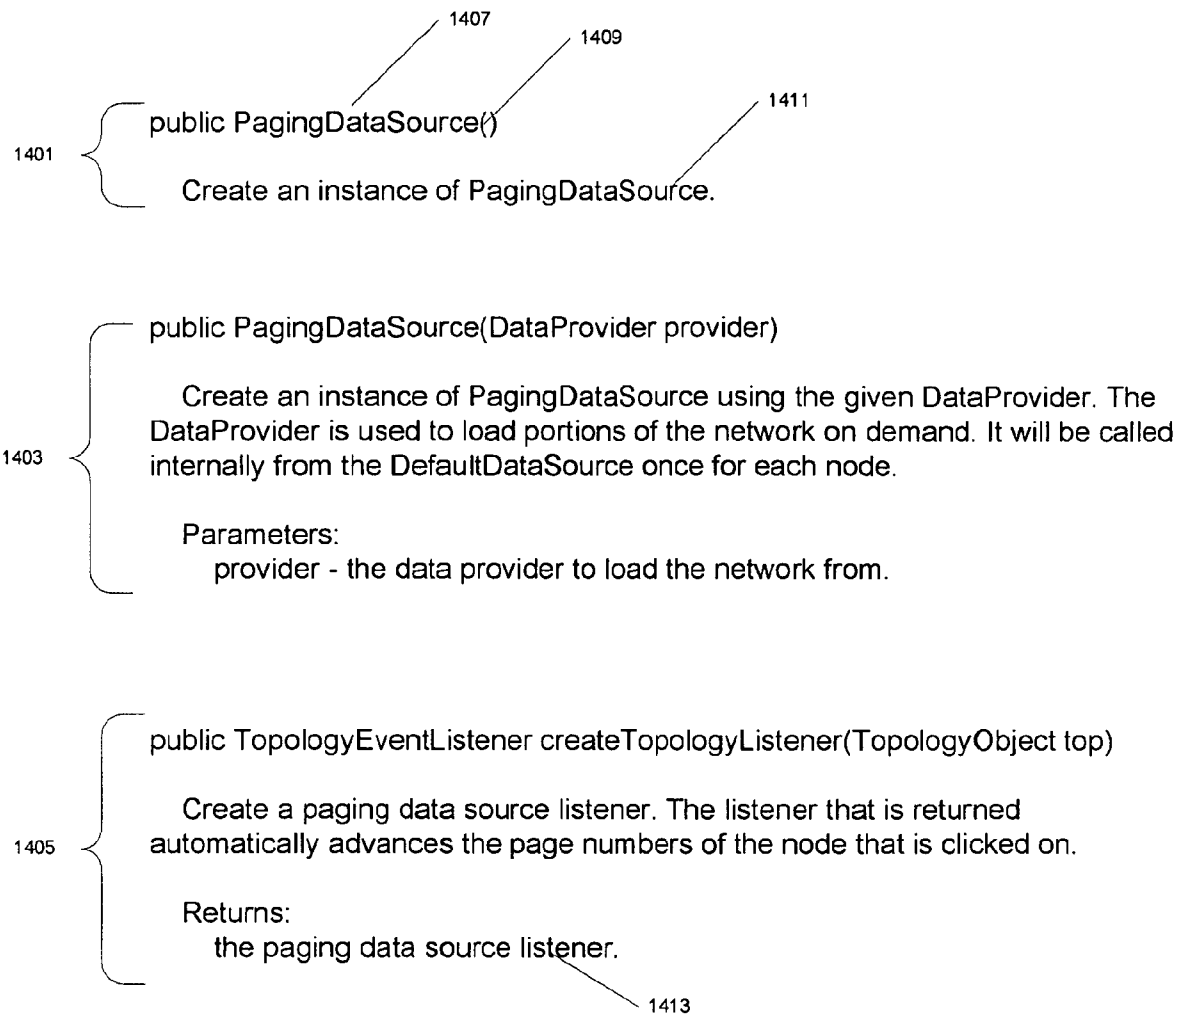 1407
1409
1411
public PagingDataSource()
1401
Create an instance of PagingDataSource.
public PagingDataSource(DataProvider provider)
Create an instance of PagingDataSource using the given DataProvider. The
DataProvider is used to load portions of the network on demand. It will be called
1403
internally from the DefaultDataSource once for each node.
Parameters:
provider - the data provider to load the network from.
public TopologyEventListener createTopologyListener(TopologyObject top)
Create a paging data source listener. The listener that is returned
1405
automatically advances the page numbers of the node that is clicked on.
Returns:
the paging data source listener.
1413